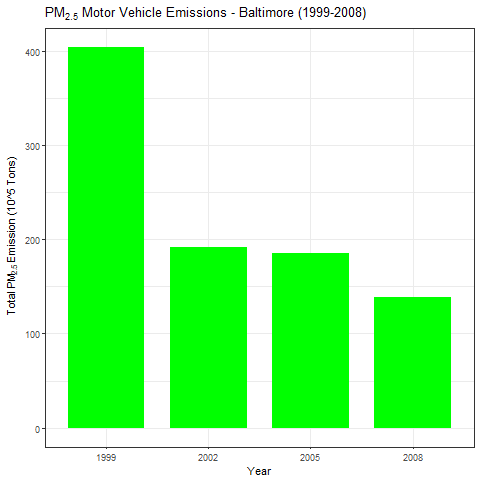 PM2.5 Motor Vehicle Emissions - Baltimore (1999-2008)
Total PM2.5 Emission (10^5 Tons)
400
300
200
100
0
1999 2002 2005 2008
Year